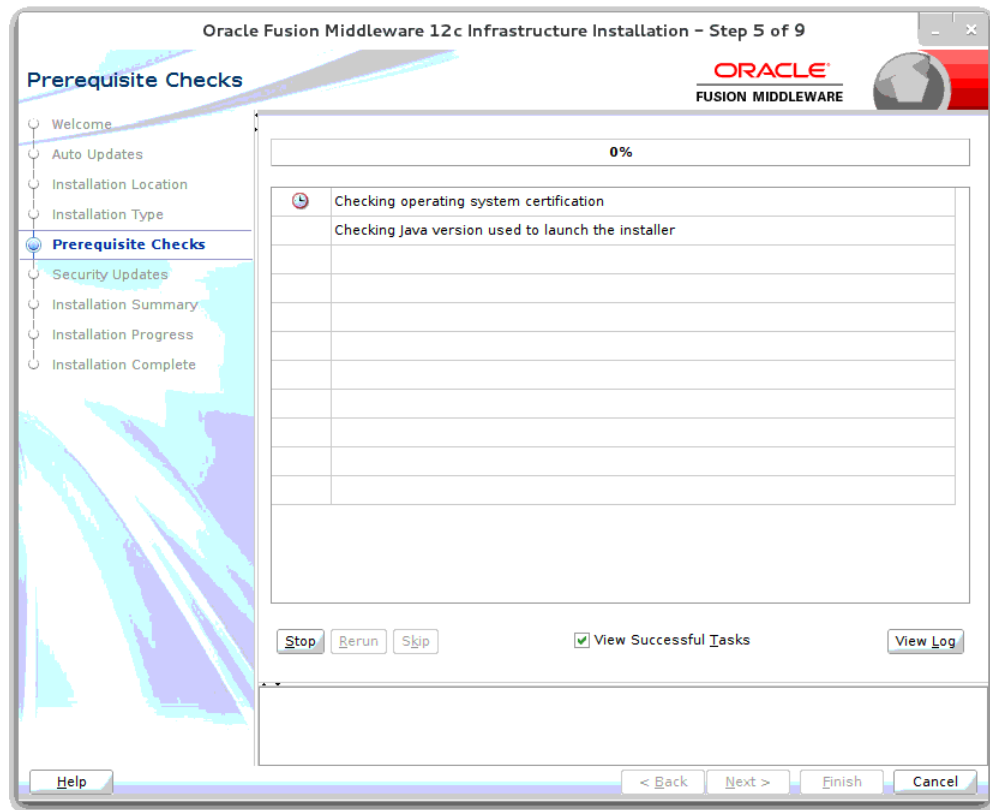 Oracle Fusion Middleware 12c Infrastructure Installation – Step 5 of 9
Prerequisite Checks
ORACLE
FUSION MIDDLEWARE
Welcome
Auto Updates
Installation Location
Installation Type
Prerequisite Checks
Security Updates
Installation Summary
Installation Progress
Installation Complete
0%
Checking operating system certification
Checking Java version used to launch the installer
Stop
Rerun
Skip
View Successful Tasks
View Log
Help
< Back
Next >
Finish
Cancel